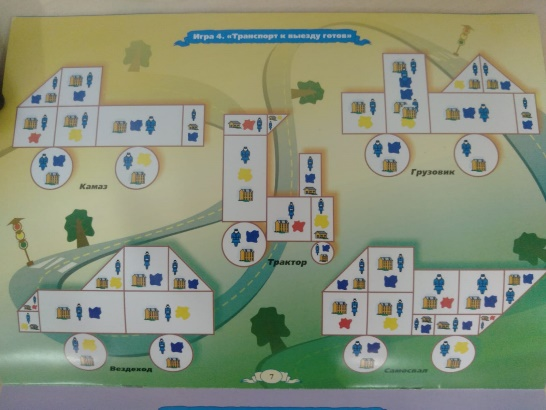 Игра 4. «Транспорт к выезду готов»
Камаз
Грузовик
Трактор
Вездеход
Самосвал
7